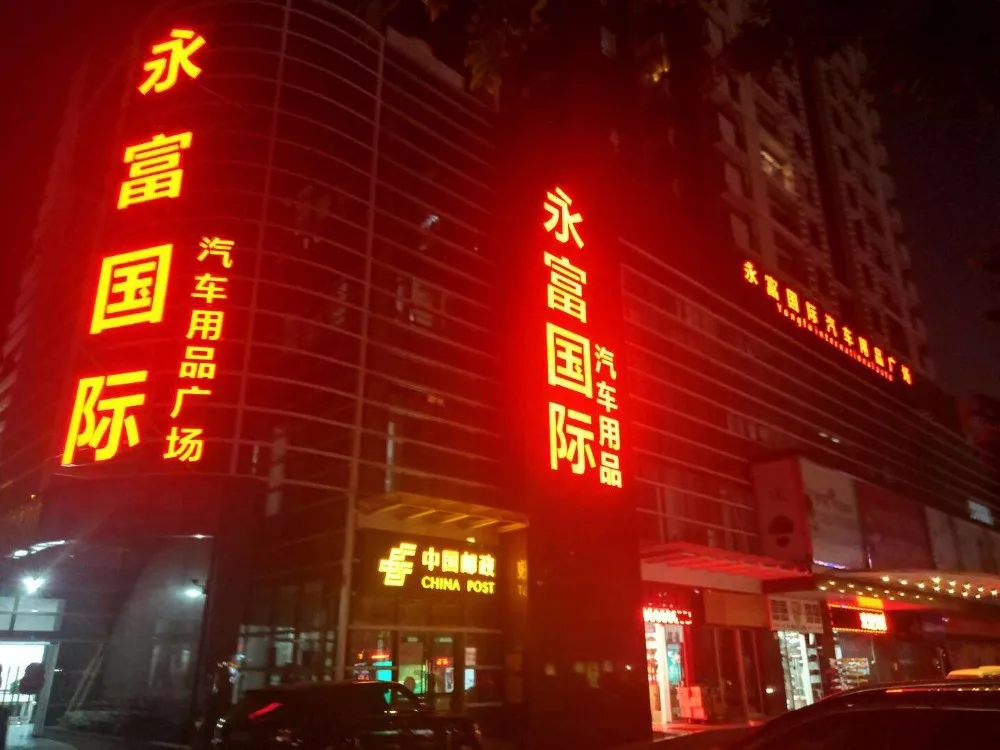 永富国际
汽车用品广场
永富国际
汽车用品
永富国际汽车用品广场
Yongfuinternationalauto
中国邮政
CHINA POST